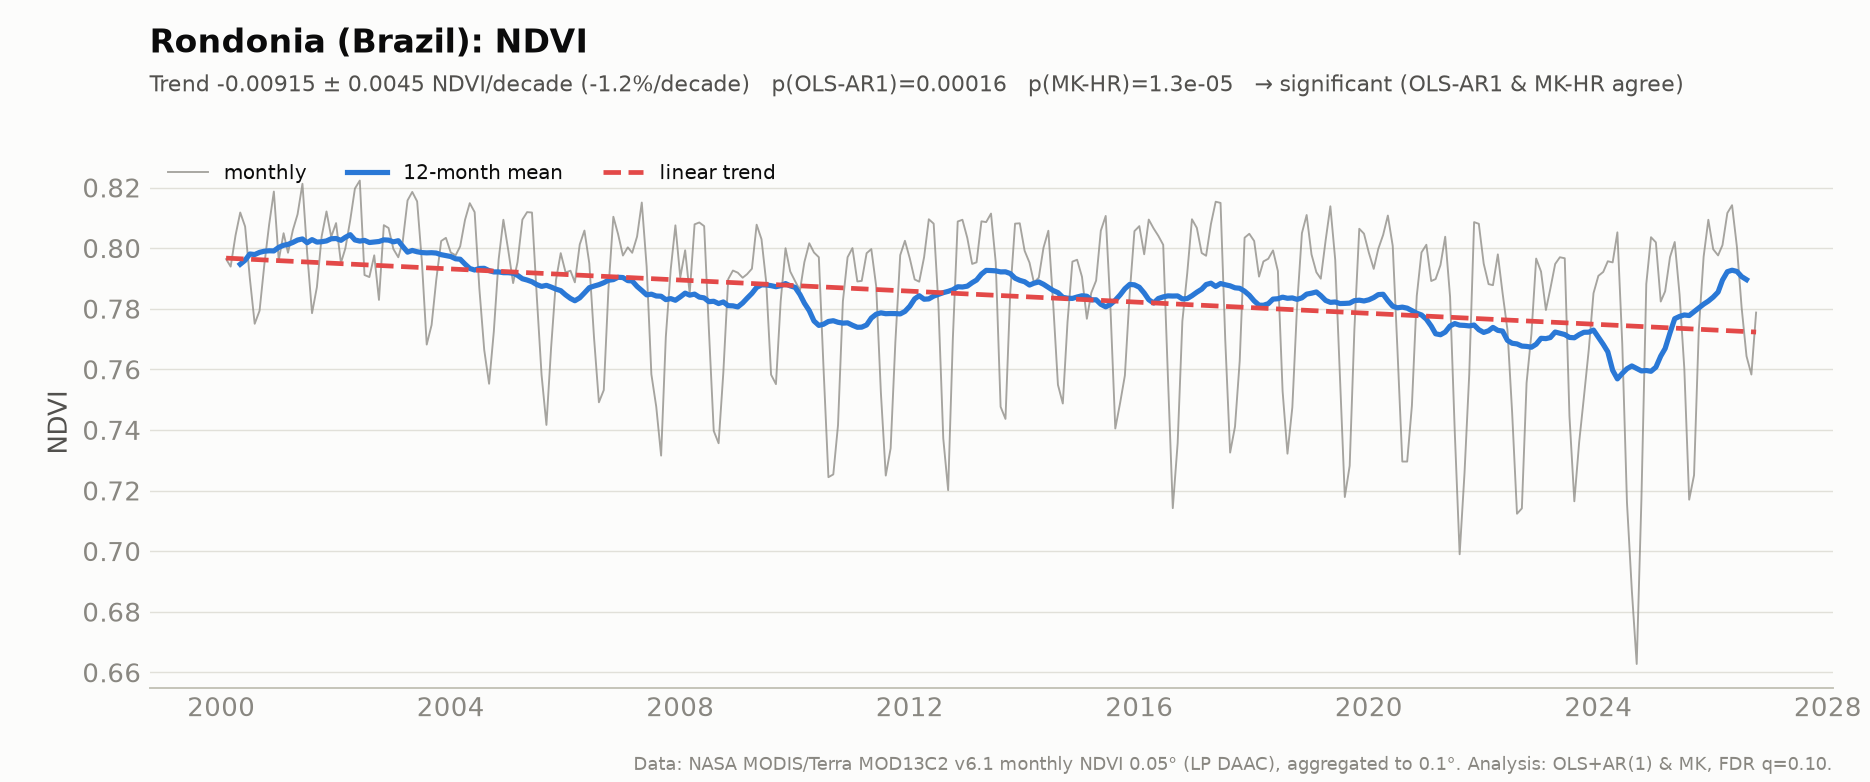 Rondonia (Brazil): NDVI
Trend -0.00915 ± 0.0045 NDVI/decade (-1.2%/decade)   p(OLS-AR1)=0.00016   p(MK-HR)=1.3e-05   → significant (OLS-AR1 & MK-HR agree)
monthly   12-month mean   linear trend
0.82
0.80
0.78
0.76
0.74
0.72
0.70
0.68
0.66
NDVI
2000   2004   2008   2012   2016   2020   2024   2028
Data: NASA MODIS/Terra MOD13C2 v6.1 monthly NDVI 0.05° (LP DAAC), aggregated to 0.1°. Analysis: OLS+AR(1) & MK, FDR q=0.10.